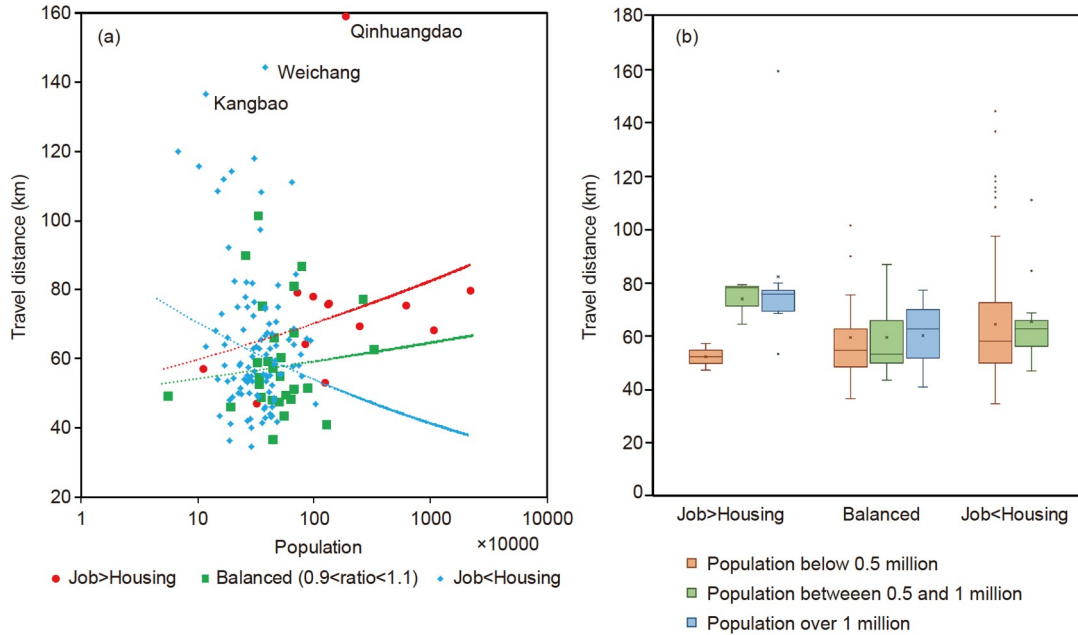 (a)
Travel distance (km)
160
140
120
100
80
60
40
20
Qinhuangdao
Weichang
Kangbao
1
10
100
1000
10000
Population
×10000
Job>Housing
Balanced (0.9<ratio<1.1)
Job<Housing
(b)
Travel distance (km)
180
160
140
120
100
80
60
40
20
0
Job>Housing
Balanced
Job<Housing
Population below 0.5 million
Population betweeen 0.5 and 1 million
Population over 1 million